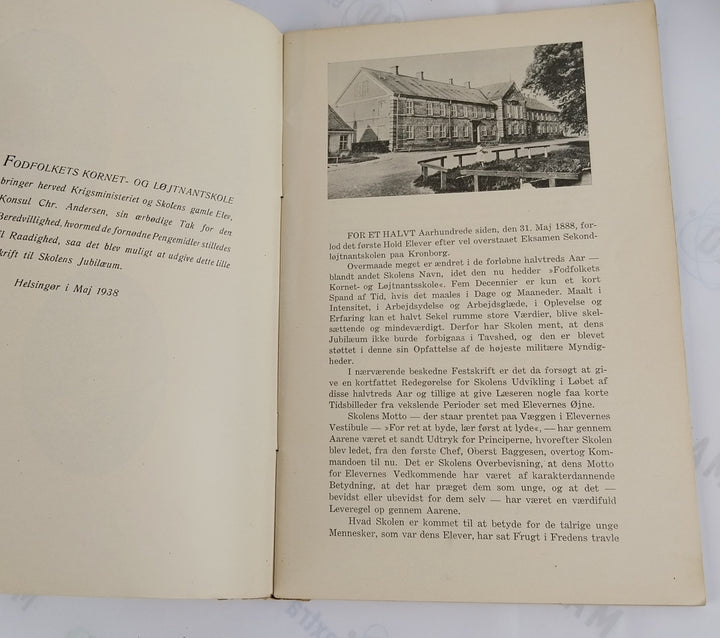 FODFOLKETS KORNET- OG LØJTNANTSKOLE
bringer herved Krigsministeriet og Skolens gamle Elev,
Konsul Chr. Andersen, sin ærbødige Tak for den
Beredvillighed, hvormed de fornødne Pengemidler stilledes
Raadighed, saa det blev muligt at udgive dette lille
skrift til Skolens Jubilæum.
Helsingør i Maj 1938
FOR ET HALVT Aarhundrede siden, den 31. Maj 1888, for-
lod det første Hold Elever efter vel overstaaet Eksamen Sekond-
løjtnantskolen paa Kronborg.
Overmaade meget er ændret i de forløbne halvtreds Aar —
blandt andet Skolens Navn, idet den nu hedder »Fodfolkets
Kornet- og Løjtnantsskole«. Fem Decennier er kun et kort
Spand af Tid, hvis det maales i Dage og Maaneder. Maalt i
Intensitet, i Arbejdsydelse og Arbejdsglæde, i Oplevelse og
Erfaring kan et halvt Sekel rumme store Værdier, blive skel-
sættende og mindeværdigt. Derfor har Skolen ment, at dens
Jubilæum ikke burde forbigaas i Tavshed, og den er blevet
støttet i denne sin Opfattelse af de højeste militære Myndig-
heder.
I nærværende beskedne Festskrift er det da forsøgt at gi-
ve en kortfattet Redegørelse for Skolens Udvikling i Løbet af
disse halvtreds Aar og tillige at give Læseren nogle faa korte
Tidsbilleder fra vekslende Perioder set med Elevernes Øjne.
Skolens Motto — der staar prentet paa Væggen i Elevernes
Vestibule — »For ret at byde, lær først at lyde«, — har gennem
Aarene været et sandt Udtryk for Principerne, hvorefter Skolen
blev ledet, fra den første Chef, Oberst Baggesen, overtog Kom-
mandoen til nu. Det er Skolens Overbevisning, at dens Motto
for Elevernes Vedkommende har været af karakterdannende
Betydning, at det har præget dem som unge, og at det —
bevidst eller ubevidst for dem selv — har været en værdifuld
Leveregel op gennem Aarene.
Hvad Skolen er kommet til at betyde for de talrige unge
Mennesker, som var dens Elever, har sat Frugt i Fredens travle